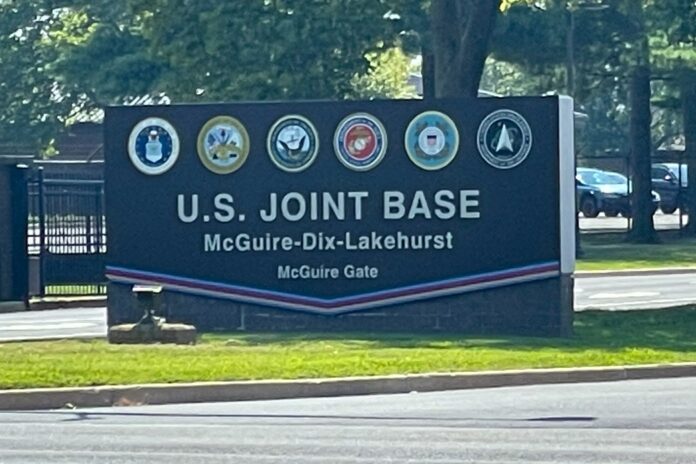 U.S. JOINT BASE
McGuire-Dix-Lakehurst
McGuire Gate